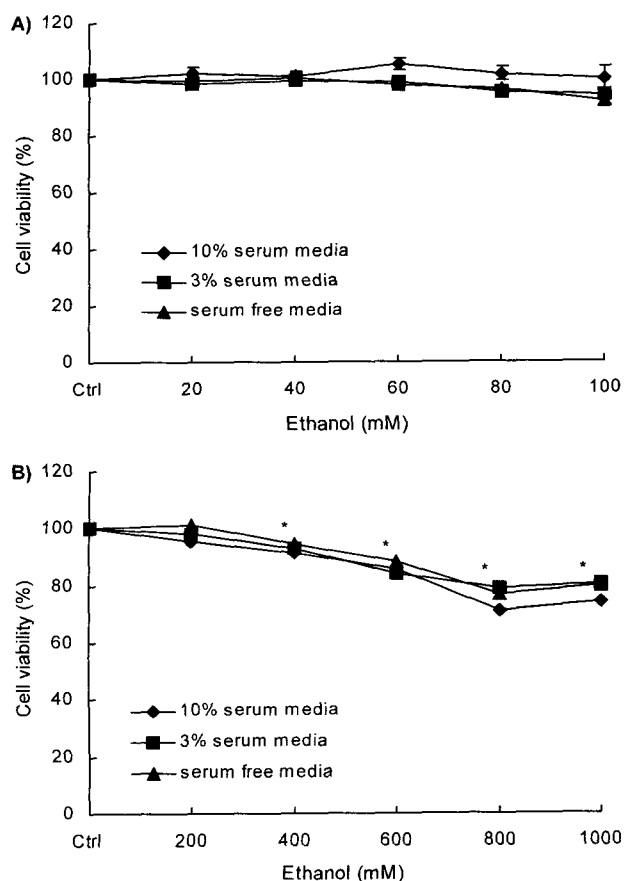 A)
120
100
80
60
40
20
0
Cell viability (%)
10% serum media
3% serum media
serum free media
Ctrl 20 40 60 80 100
Ethanol (mM)
B)
120
100
80
60
40
20
0
Cell viability (%)
* * * *
10% serum media
3% serum media
serum free media
Ctrl 200 400 600 800 1000
Ethanol (mM)